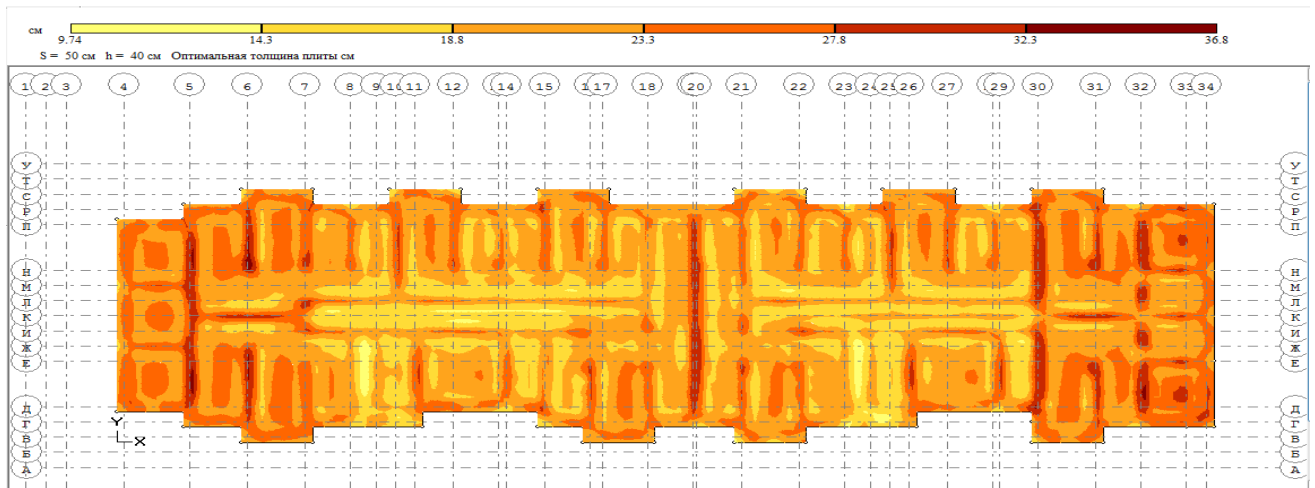 см
9.74 14.3 18.8 23.3 27.8 32.3 36.8
S = 50 см h = 40 см Оптимальная толщина плиты см
1 2 3 4 5 6 7 8 9 10 11 12 14 15 17 18 20 21 22 23 24 25 26 27 29 30 31 32 33 34
У У
Т Т
С С
Р Р
П П
Н Н
М М
Л Л
К К
И И
Ж Ж
Е Е
Д Д
Г Г
В В
Б Б
А А
Y
X